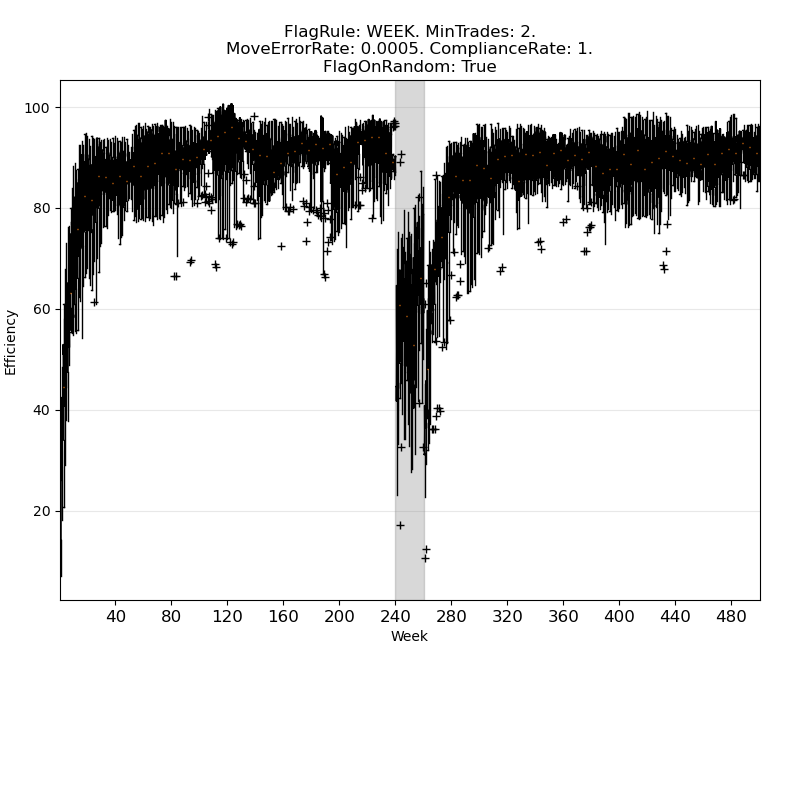 FlagRule: WEEK. MinTrades: 2.
MoveErrorRate: 0.0005. ComplianceRate: 1.
FlagOnRandom: True
100
80
60
40
20
Efficiency
40 80 120 160 200 240 280 320 360 400 440 480
Week